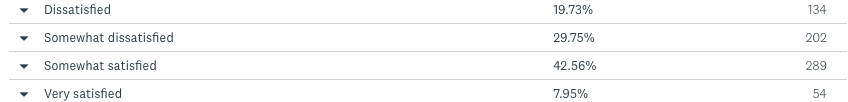 Dissatisfied 19.73% 134
Somewhat dissatisfied 29.75% 202
Somewhat satisfied 42.56% 289
Very satisfied 7.95% 54